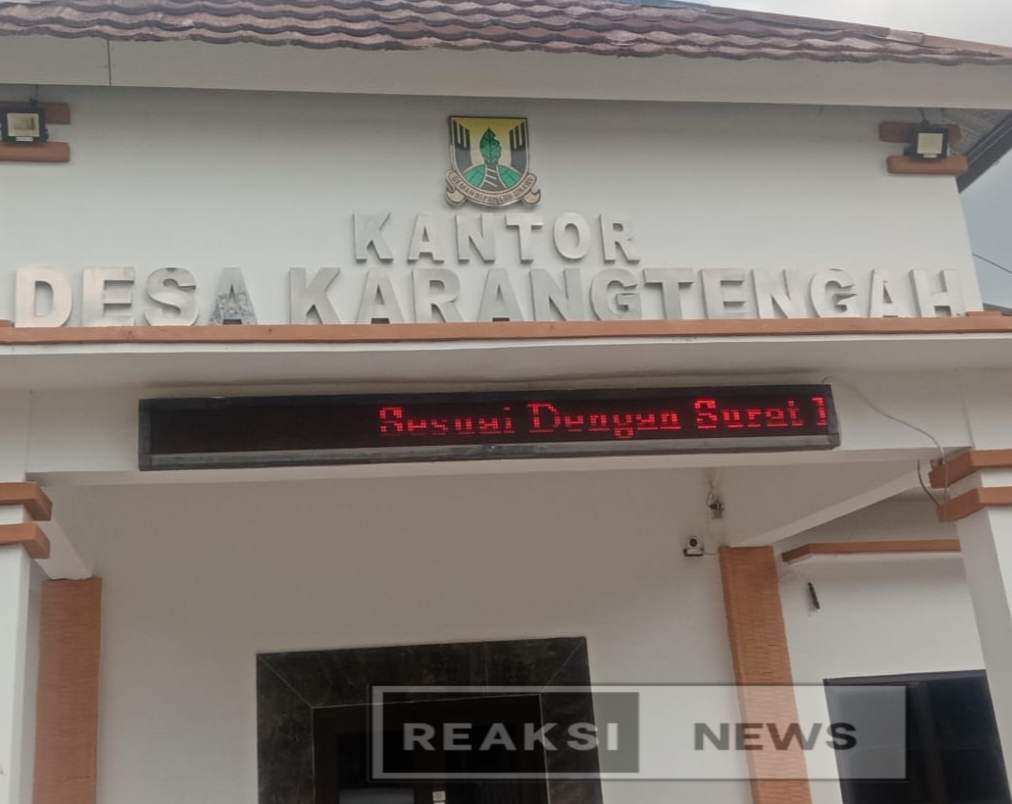 KANTOR
DESA KARANGTENGAH
Sesuai Dengan Surat
REAKSI NEWS